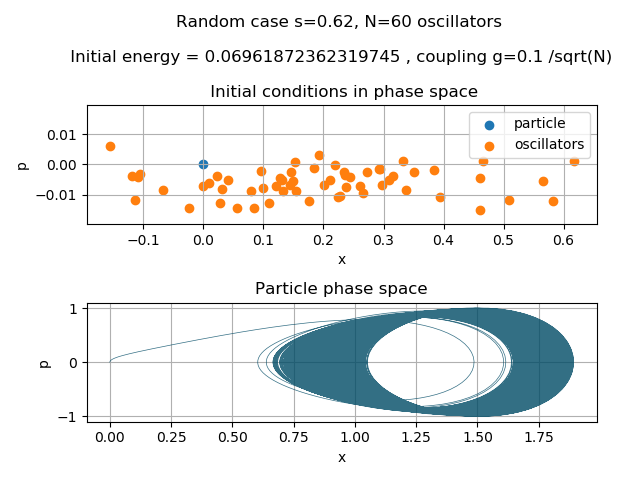 Random case s=0.62, N=60 oscillators
Initial energy = 0.06961872362319745 , coupling g=0.1 /sqrt(N)
Initial conditions in phase space
particle
oscillators
p
0.01
0.00
−0.01
−0.1 0.0 0.1 0.2 0.3 0.4 0.5 0.6
x
Particle phase space
p
1
0
−1
0.00 0.25 0.50 0.75 1.00 1.25 1.50 1.75
x